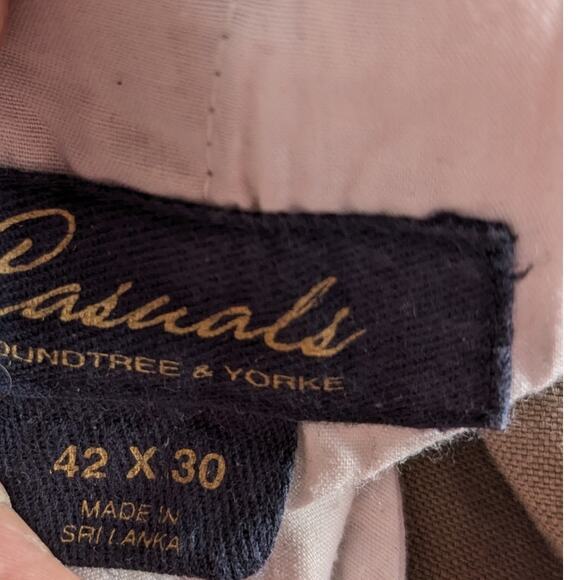 Casuals
OUNDTREE & YORKE
42 X 30
MADE IN
SRI LANKA